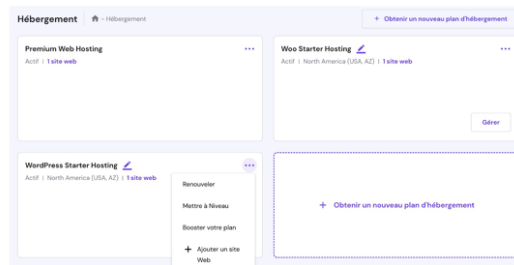 Hébergement - Hébergement
+ Obtenir un nouveau plan d'hébergement
Premium Web Hosting
Actif | 1 site web
Woo Starter Hosting
Actif | North America (USA, AZ) | 1 site web
Gérer
WordPress Starter Hosting
Actif | North America (USA, AZ) | 1 site web
Renouveler
Mettre à Niveau
Booster votre plan
+ Ajouter un site
Web
+ Obtenir un nouveau plan d'hébergement